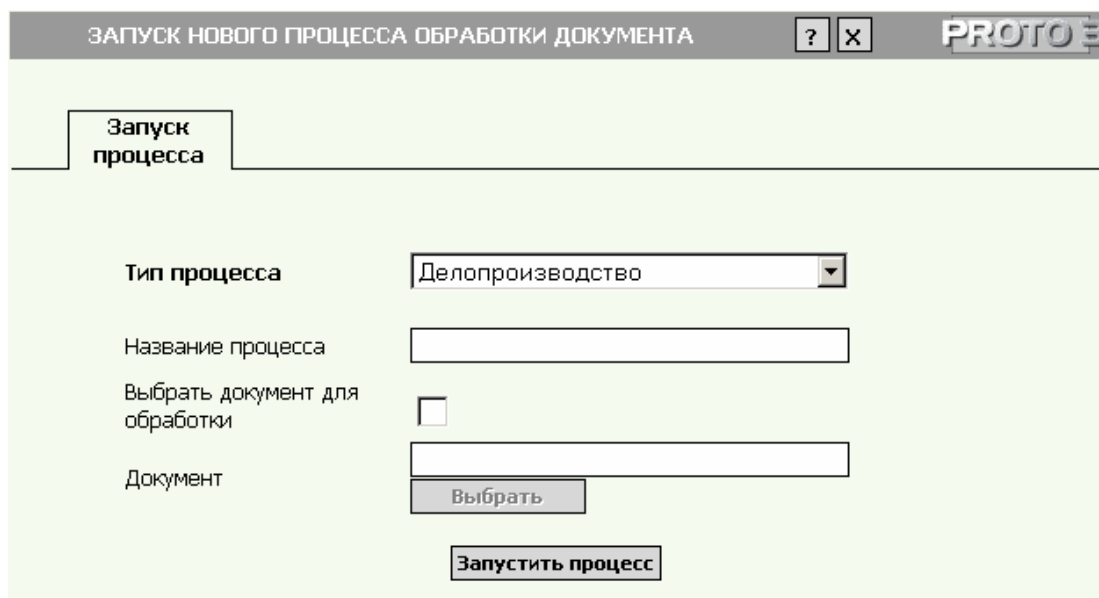 ЗАПУСК НОВОГО ПРОЦЕССА ОБРАБОТКИ ДОКУМЕНТА ? X PROTO
Запуск
процесса
Тип процесса Делопроизводство
Название процесса
Выбрать документ для
обработки
Документ
Выбрать
Запустить процесс